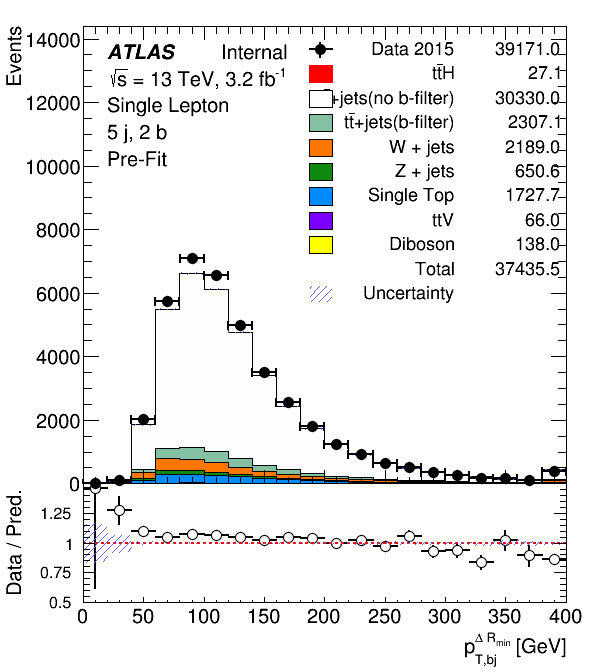 ATLAS Internal
√s = 13 TeV, 3.2 fb-1
Single Lepton
5 j, 2 b
Pre-Fit
Data 2015 39171.0
tt̄H 27.1
+jets(no b-filter) 30330.0
tt̄+jets(b-filter) 2307.1
W + jets 2189.0
Z + jets 650.6
Single Top 1727.7
ttV 66.0
Diboson 138.0
Total 37435.5
Uncertainty
Events
14000
12000
10000
8000
6000
4000
2000
0
Data / Pred.
1.25
1
0.75
0.5
0 50 100 150 200 250 300 350 400
p T,bj Δ Rmin [GeV]